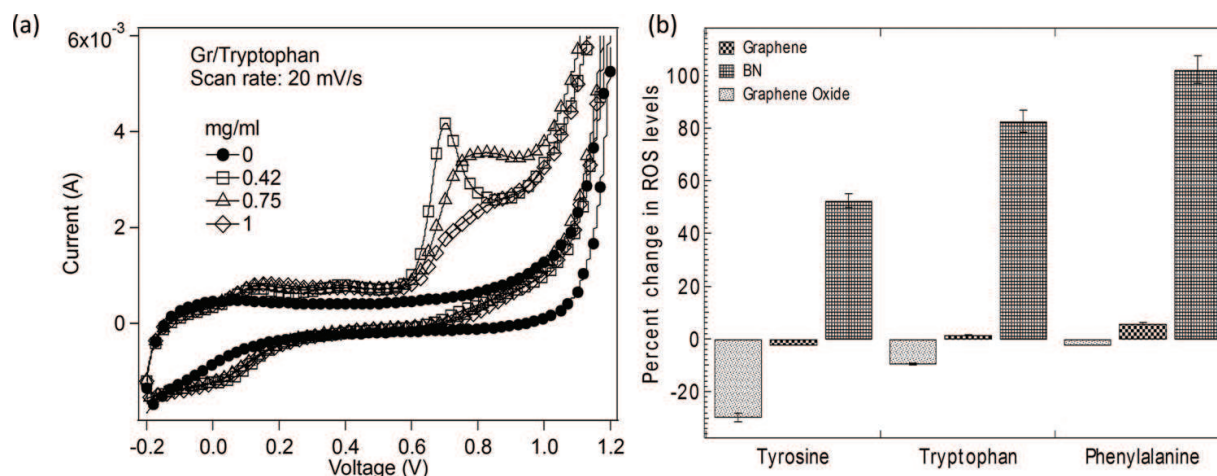 (a)
6x10⁻³
4
2
0
Current (A)
Gr/Tryptophan
Scan rate: 20 mV/s
mg/ml
0
0.42
0.75
1
-0.2 0.0 0.2 0.4 0.6 0.8 1.0 1.2
Voltage (V)
(b)
Percent change in ROS levels
100
80
60
40
20
0
-20
Graphene
BN
Graphene Oxide
Tyrosine Tryptophan Phenylalanine